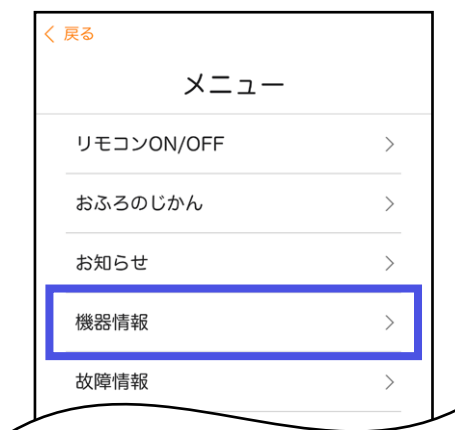 戻る
メニュー
リモコンON/OFF
おふろのじかん
お知らせ
機器情報
故障情報